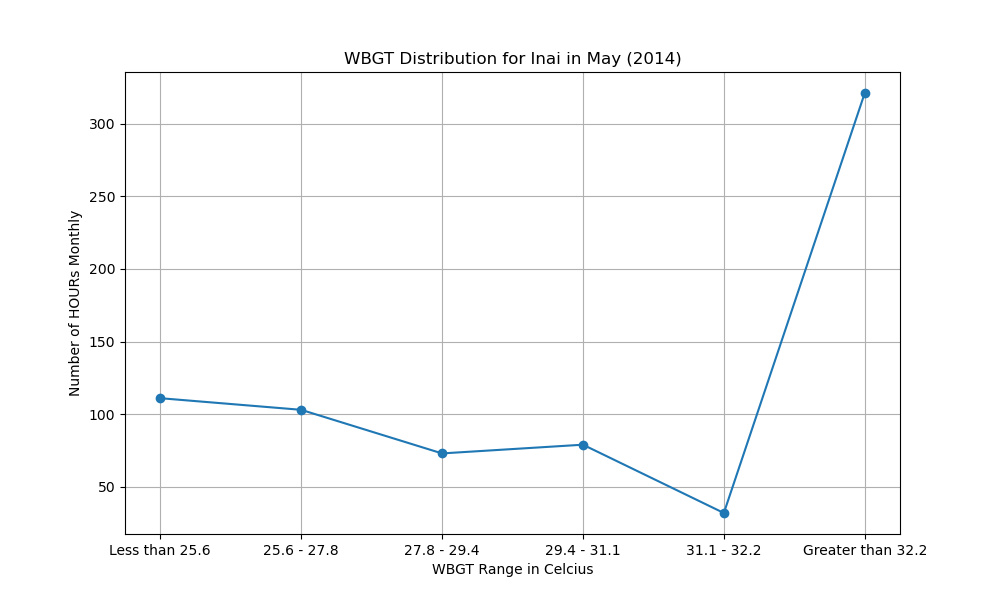 WBGT Distribution for Inai in May (2014)
Number of HOURs Monthly
300
250
200
150
100
50
Less than 25.6 25.6 - 27.8 27.8 - 29.4 29.4 - 31.1 31.1 - 32.2 Greater than 32.2
WBGT Range in Celcius